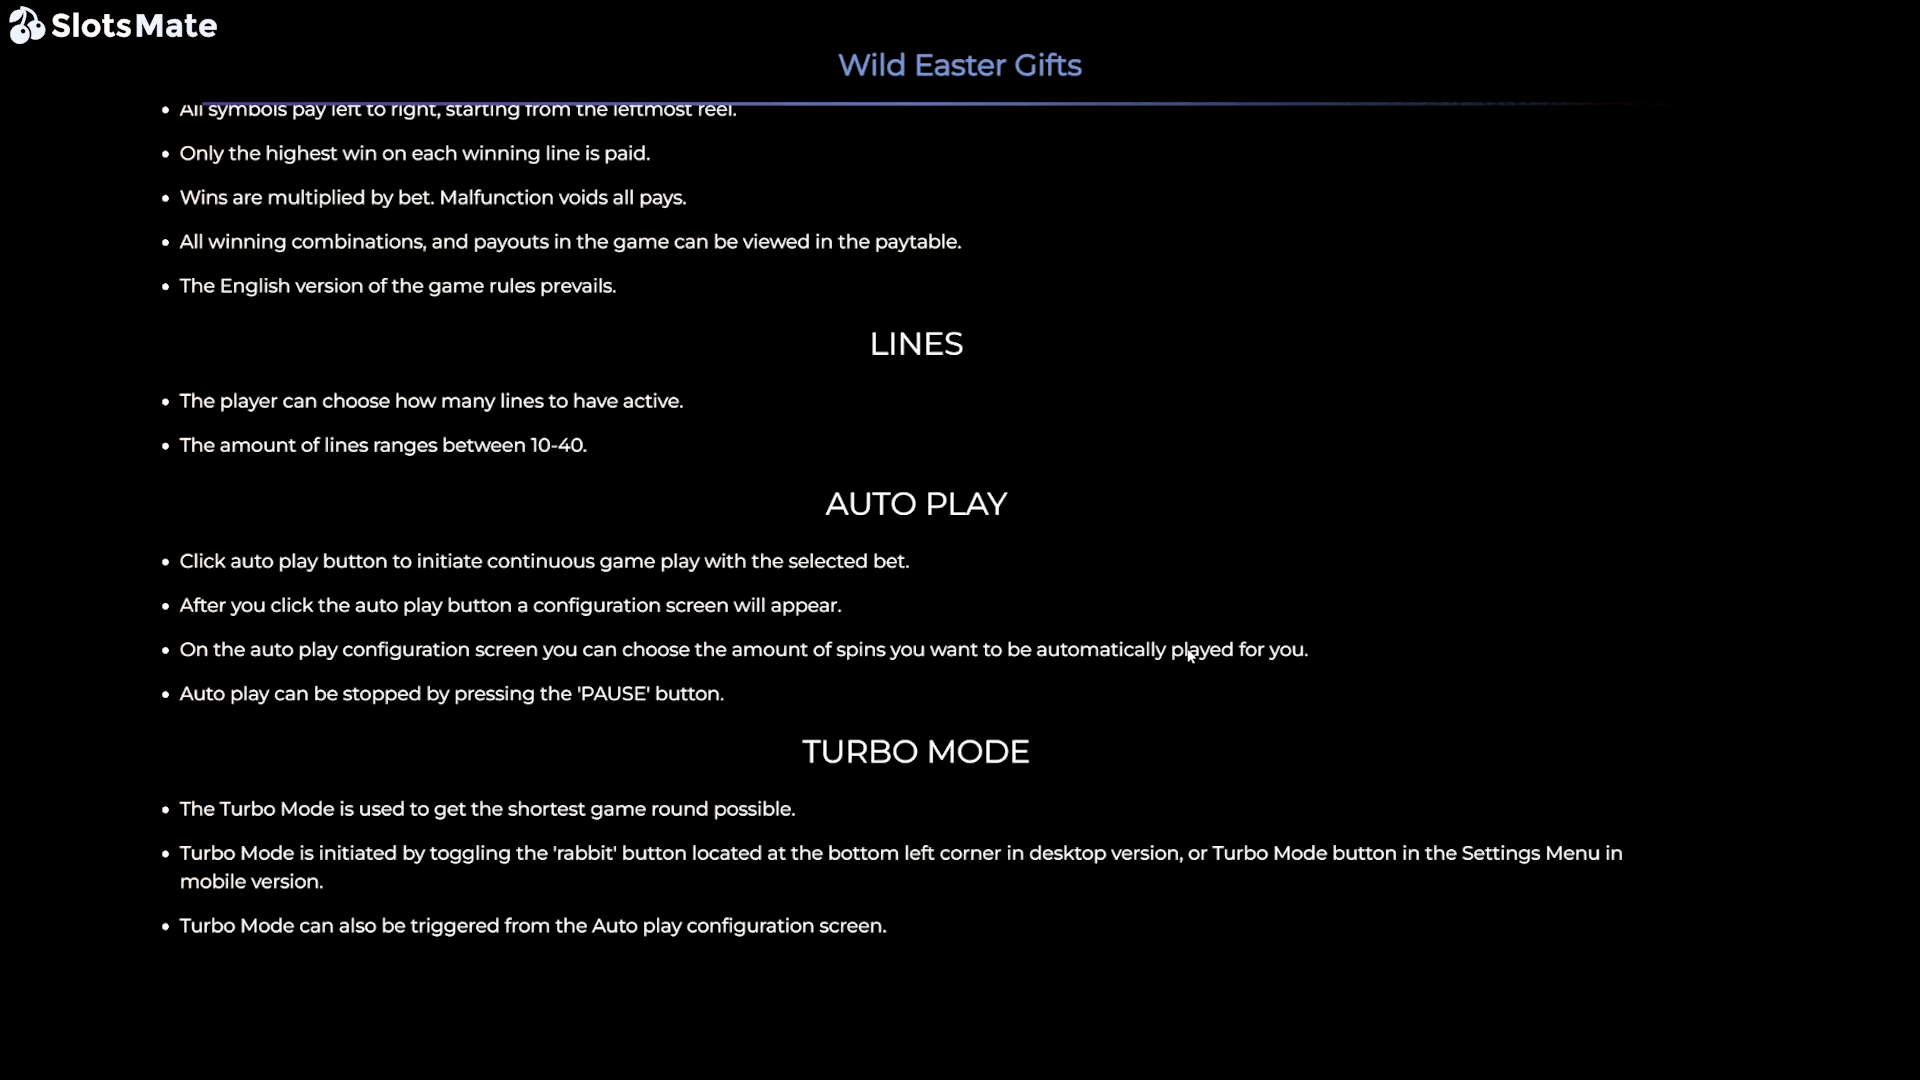 SlotsMate
Wild Easter Gifts
• All symbols pay left to right, starting from the leftmost reel.
• Only the highest win on each winning line is paid.
• Wins are multiplied by bet. Malfunction voids all pays.
• All winning combinations, and payouts in the game can be viewed in the paytable.
• The English version of the game rules prevails.
LINES
• The player can choose how many lines to have active.
• The amount of lines ranges between 10-40.
AUTO PLAY
• Click auto play button to initiate continuous game play with the selected bet.
• After you click the auto play button a configuration screen will appear.
• On the auto play configuration screen you can choose the amount of spins you want to be automatically played for you.
• Auto play can be stopped by pressing the 'PAUSE' button.
TURBO MODE
• The Turbo Mode is used to get the shortest game round possible.
• Turbo Mode is initiated by toggling the 'rabbit' button located at the bottom left corner in desktop version, or Turbo Mode button in the Settings Menu in
mobile version.
• Turbo Mode can also be triggered from the Auto play configuration screen.